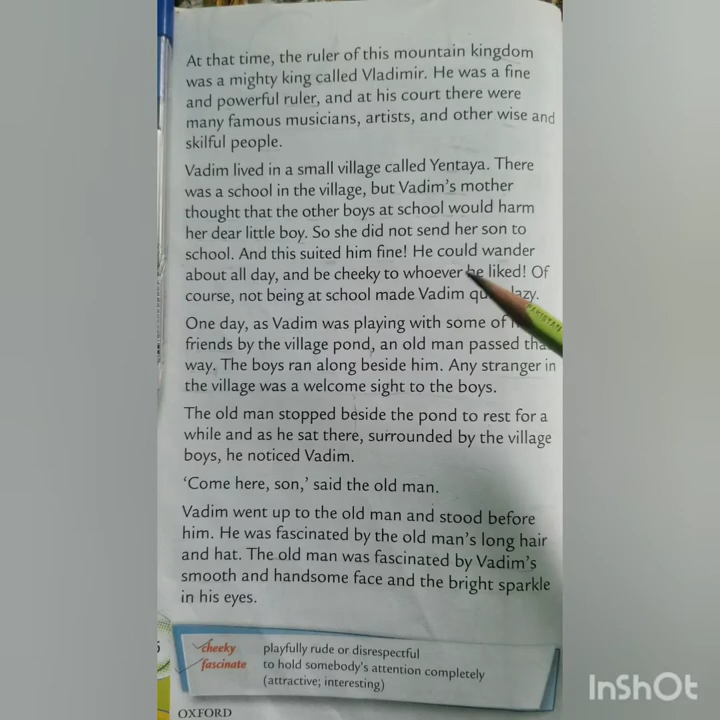 At that time, the ruler of this mountain kingdom
was a mighty king called Vladimir. He was a fine
and powerful ruler, and at his court there were
many famous musicians, artists, and other wise and
skilful people.
Vadim lived in a small village called Yentaya. There
was a school in the village, but Vadim's mother
thought that the other boys at school would harm
her dear little boy. So she did not send her son to
school. And this suited him fine! He could wander
about all day, and be cheeky to whoever he liked! Of
course, not being at school made Vadim lazy.
One day, as Vadim was playing with some of
friends by the village pond, an old man passed
way. The boys ran along beside him. Any stranger in
the village was a welcome sight to the boys.
The old man stopped beside the pond to rest for a
while and as he sat there, surrounded by the village
boys, he noticed Vadim.
‘Come here, son,’ said the old man.
Vadim went up to the old man and stood before
him. He was fascinated by the old man's long hair
and hat. The old man was fascinated by Vadim's
smooth and handsome face and the bright sparkle
in his eyes.
cheeky playfully rude or disrespectful
fascinate to hold somebody's attention completely
(attractive; interesting)
OXFORD
PAKISTAN
InShOt